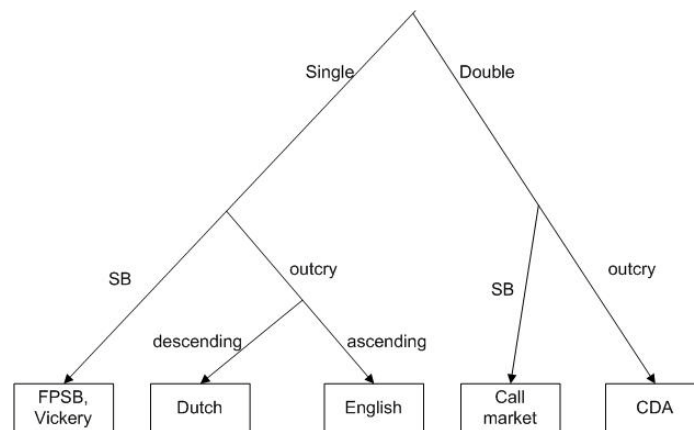 Single
Double
SB
outcry
SB
outcry
descending
ascending
FPSB,
Vickery
Dutch
English
Call
market
CDA